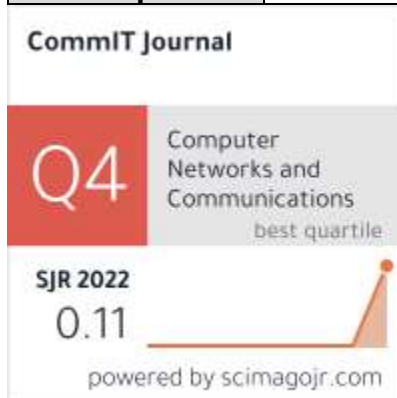 CommIT Journal
Q4
Computer
Networks and
Communications
best quartile
SJR 2022
0.11
powered by scimagojr.com